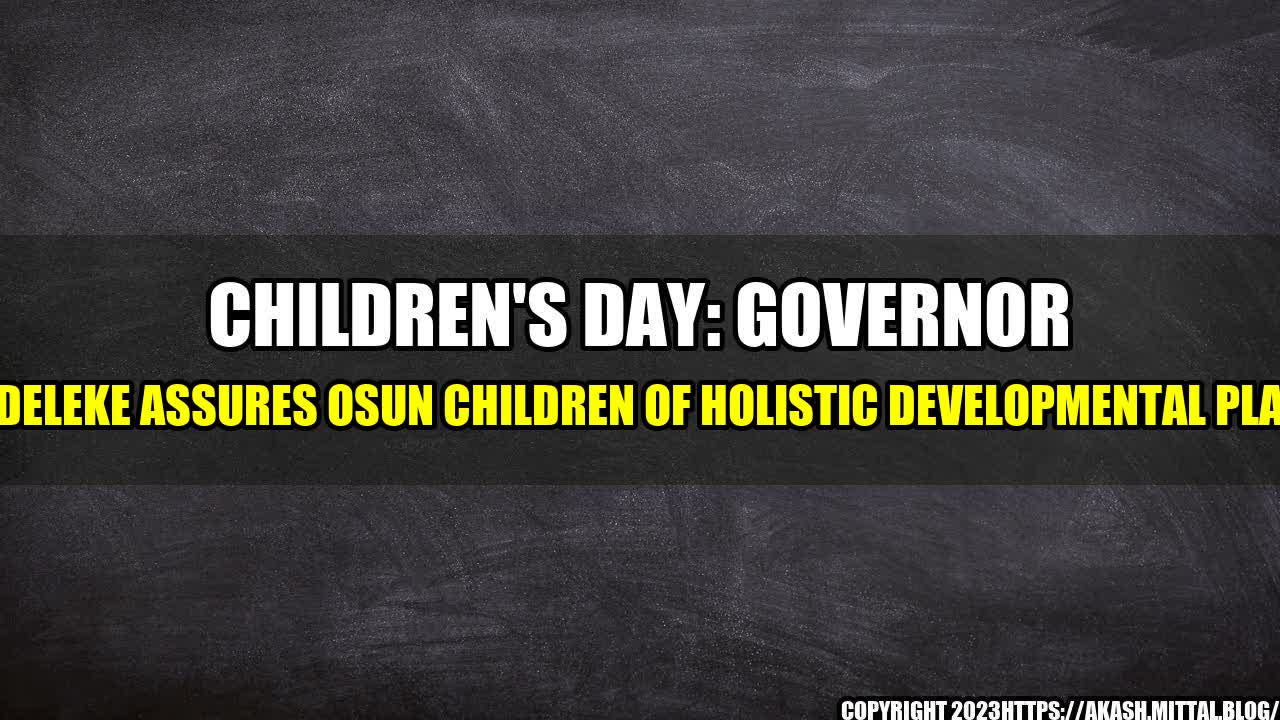 CHILDREN'S DAY: GOVERNOR
DELEKE ASSURES OSUN CHILDREN OF HOLISTIC DEVELOPMENTAL PLA
COPYRIGHT 2023HTTPS://AKASH.MITTAL.BLOG/